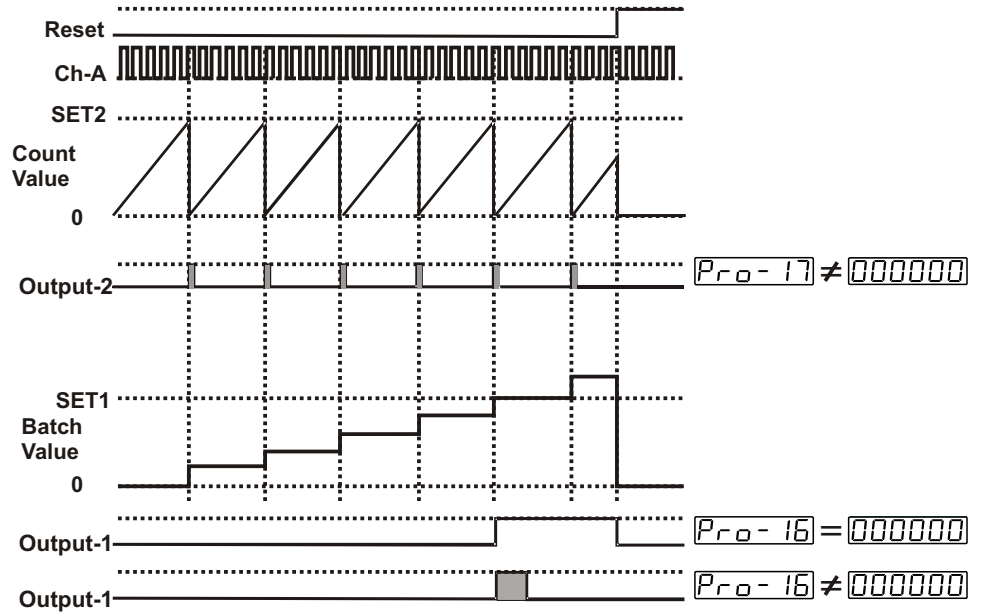 Reset
Ch-A
SET2
Count
Value
0
Output-2
Pro-17 ≠ 000000
SET1
Batch
Value
0
Output-1
Pro-16 = 000000
Output-1
Pro-16 ≠ 000000